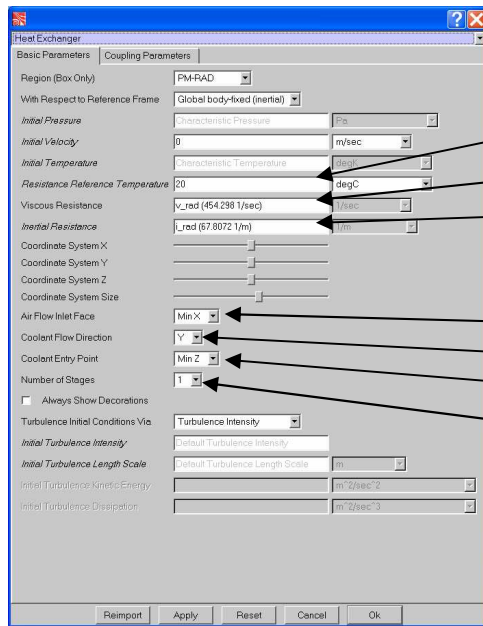 Heat Exchanger
Basic Parameters Coupling Parameters
Region (Box Only) PM-RAD
With Respect to Reference Frame Global body-fixed (inertial)
Initial Pressure Characteristic Pressure Pa
Initial Velocity 0 m/sec
Initial Temperature Characteristic Temperature degK
Resistance Reference Temperature 20 degC
Viscous Resistance v_rad (454.298 1/sec) 1/sec
Inertial Resistance i_rad (67.8072 1/m) 1/m
Coordinate System X
Coordinate System Y
Coordinate System Z
Coordinate System Size
Air Flow Inlet Face Min X
Coolant Flow Direction Y
Coolant Entry Point Min Z
Number of Stages 1
Always Show Decorations
Turbulence Initial Conditions Via Turbulence Intensity
Initial Turbulence Intensity Default Turbulence Intensity
Initial Turbulence Length Scale Default Turbulence Length Scale m
Initial Turbulence Kinetic Energy m^2/sec^2
Initial Turbulence Dissipation m^2/sec^3
Reimport Apply Reset Cancel Ok